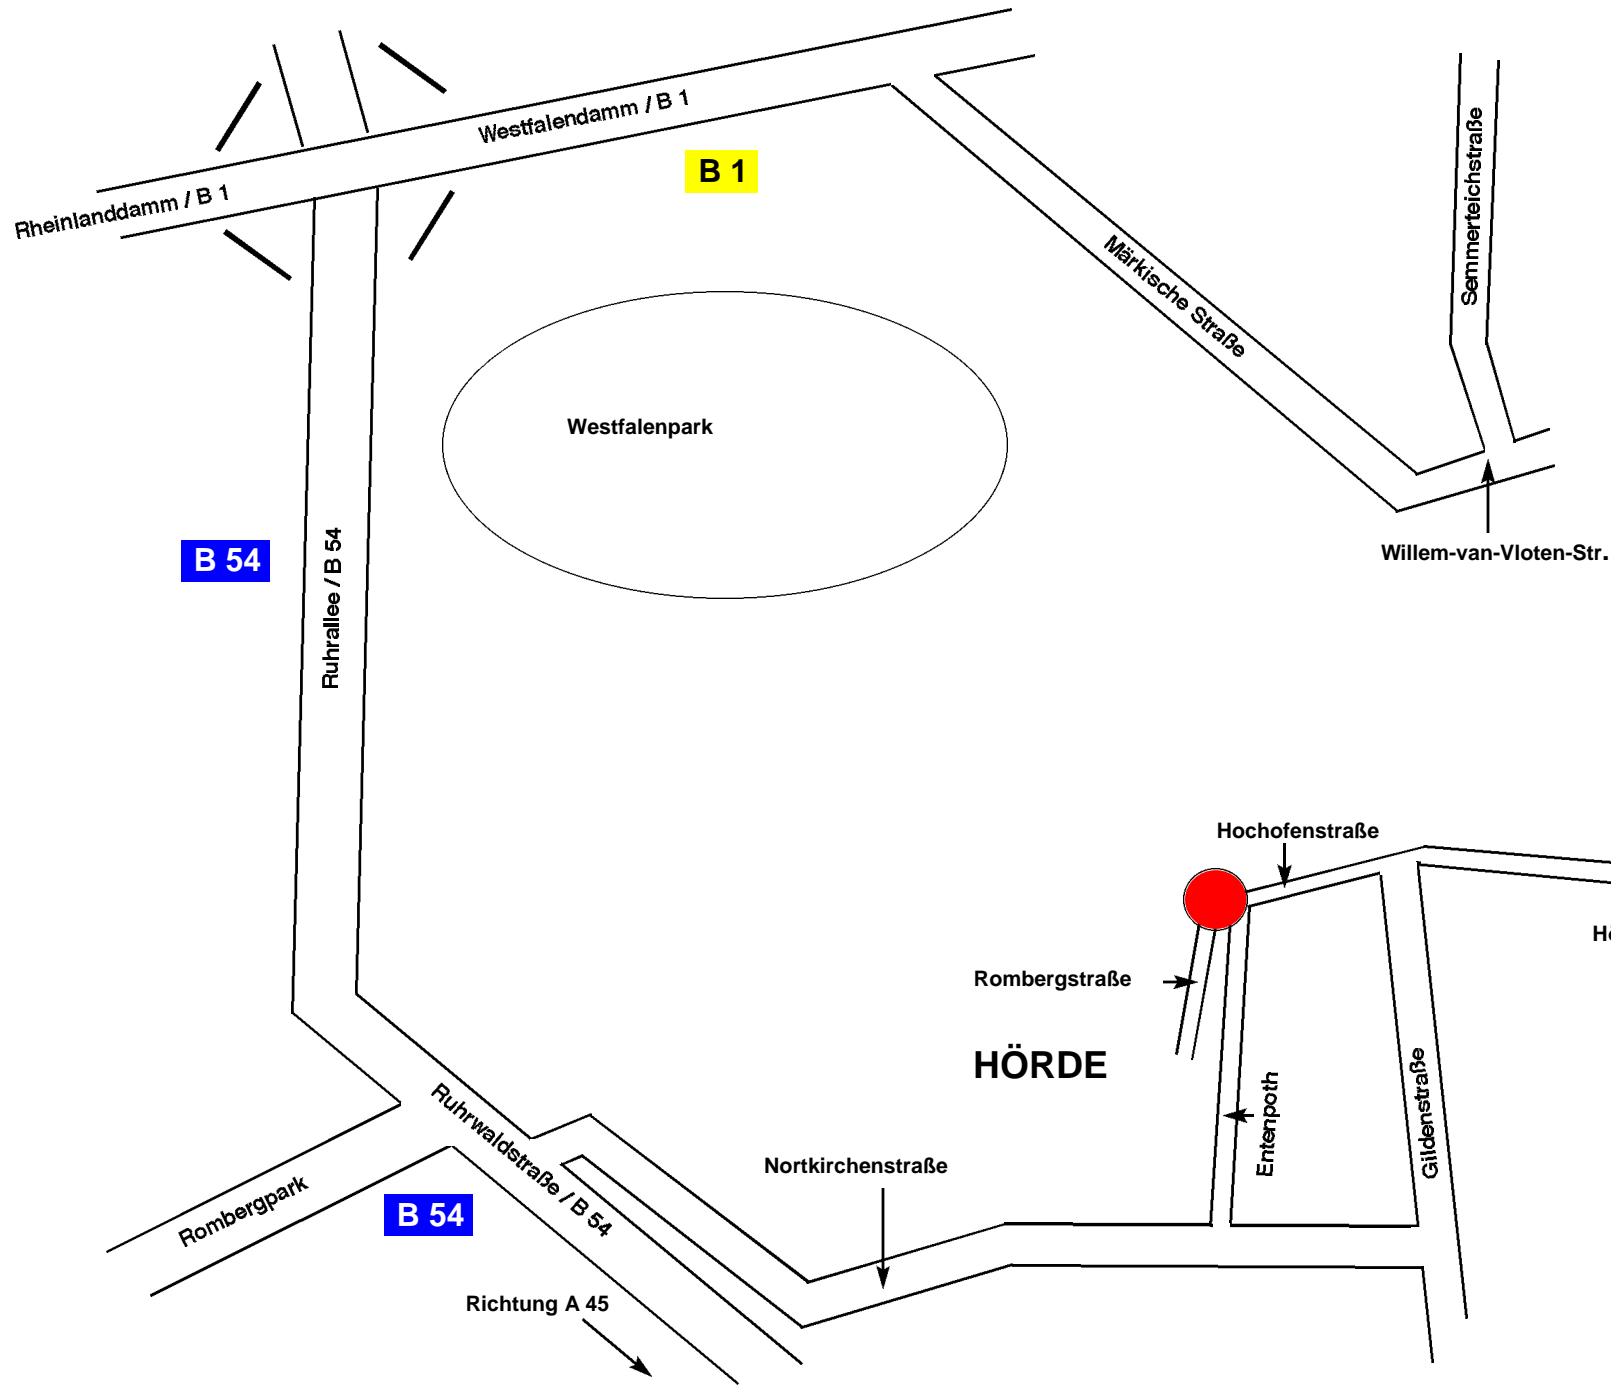 Westfalendamm / B 1
B 1
Rheinlanddamm / B 1
Semmerteichstraße
Märkische Straße
Westfalenpark
B 54
Ruhrallee / B 54
Willem-van-Vloten-Str.
Hochofenstraße
Rombergstraße
HÖRDE
Entenpoth
Gildenstraße
Ruhrwaldstraße / B 54
Nortkirchenstraße
Rombergpark
B 54
Richtung A 45